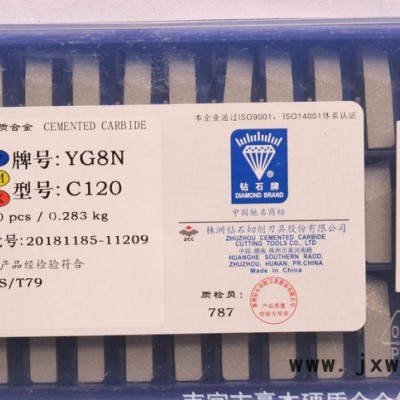 本企业通过ISO9001、ISO14001体系认证
质合金 CEMENTED CARBIDE
牌号:YG8N
型号:C120
0 pcs / 0.283 kg
号:20181185-11209
产品经检验符合
S/T79
钻石牌
DIAMOND BRAND
中国驰名商标
ZCC
株洲钻石切削刀具股份有限公司
ZHUZHOU CEMENTED CARBIDE
CUTTING TOOLS CO., LTD
中国.湖南.株州市黄河南路
HUANGHE SOUTHERN RAOD,
ZHUZHOU, HUNAN, PR.CHINA
Made in China
质检员:
787
产品质量
www.jxw